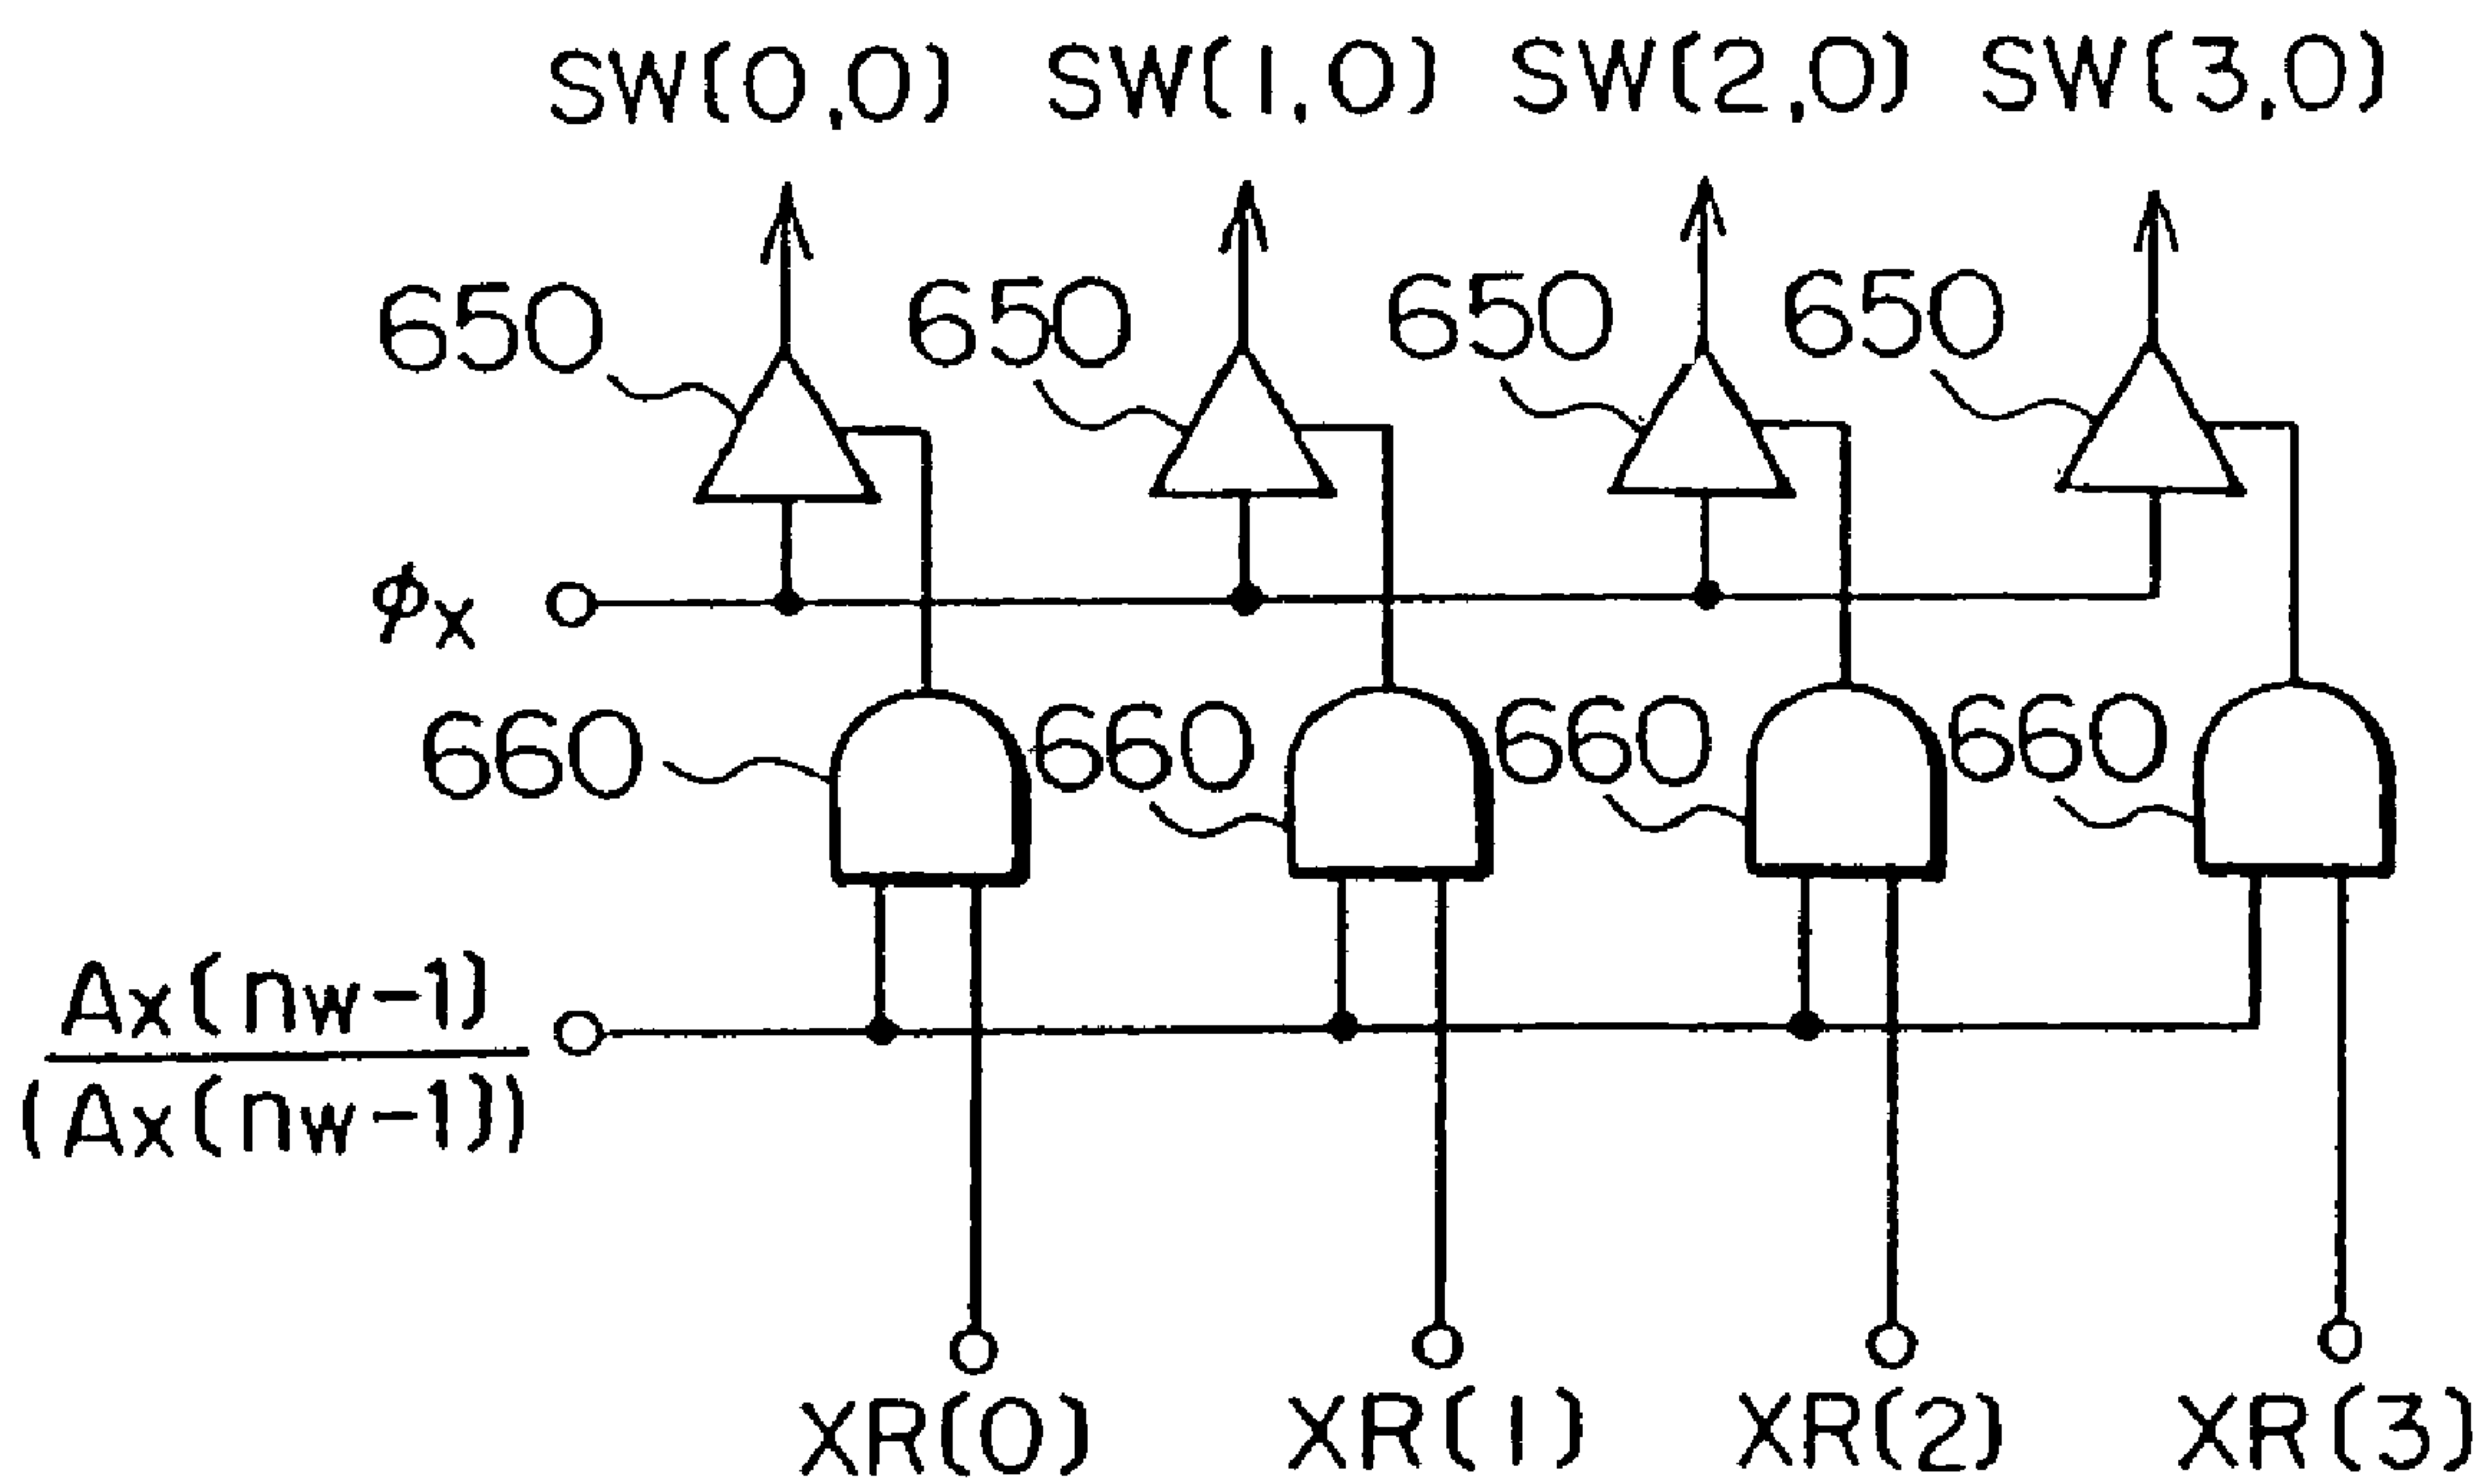 SW(0,0) SW(1,0) SW(2,0) SW(3,0)
650 650 650 650
φX
660 660 660 660
Ax(nw-1)
(Ax(nw-1))
XR(0) XR(1) XR(2) XR(3)